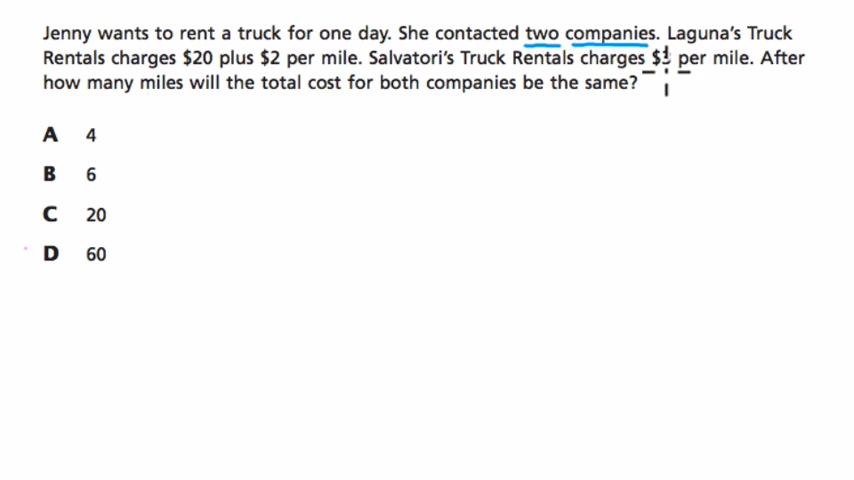 Jenny wants to rent a truck for one day. She contacted two companies. Laguna's Truck
Rentals charges $20 plus $2 per mile. Salvatori's Truck Rentals charges per mile. After
how many miles will the total cost for both companies be the same?
A 4
B 6
C 20
D 60